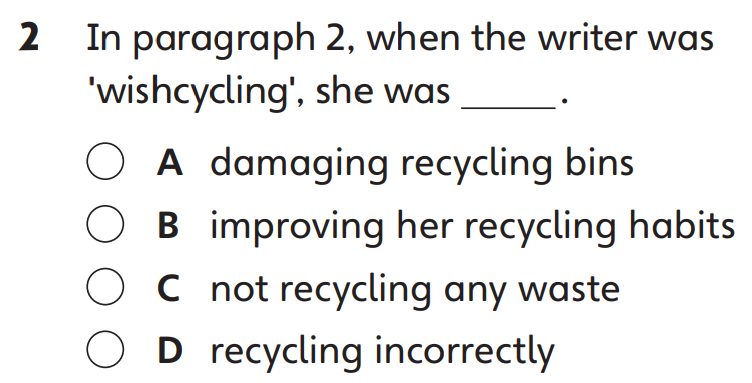 2 In paragraph 2, when the writer was
'wishcycling', she was _____.
A damaging recycling bins
B improving her recycling habits
C not recycling any waste
D recycling incorrectly